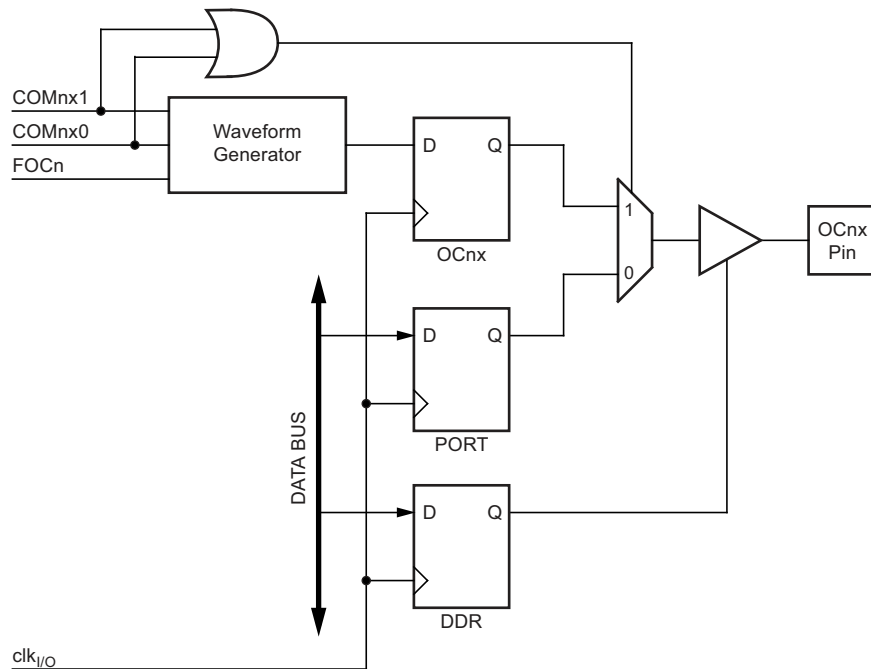 COMnx1
COMnx0
FOCn
Waveform
Generator
D
Q
OCnx
1
0
OCnx
Pin
DATA BUS
D
Q
PORT
D
Q
DDR
clkI/O